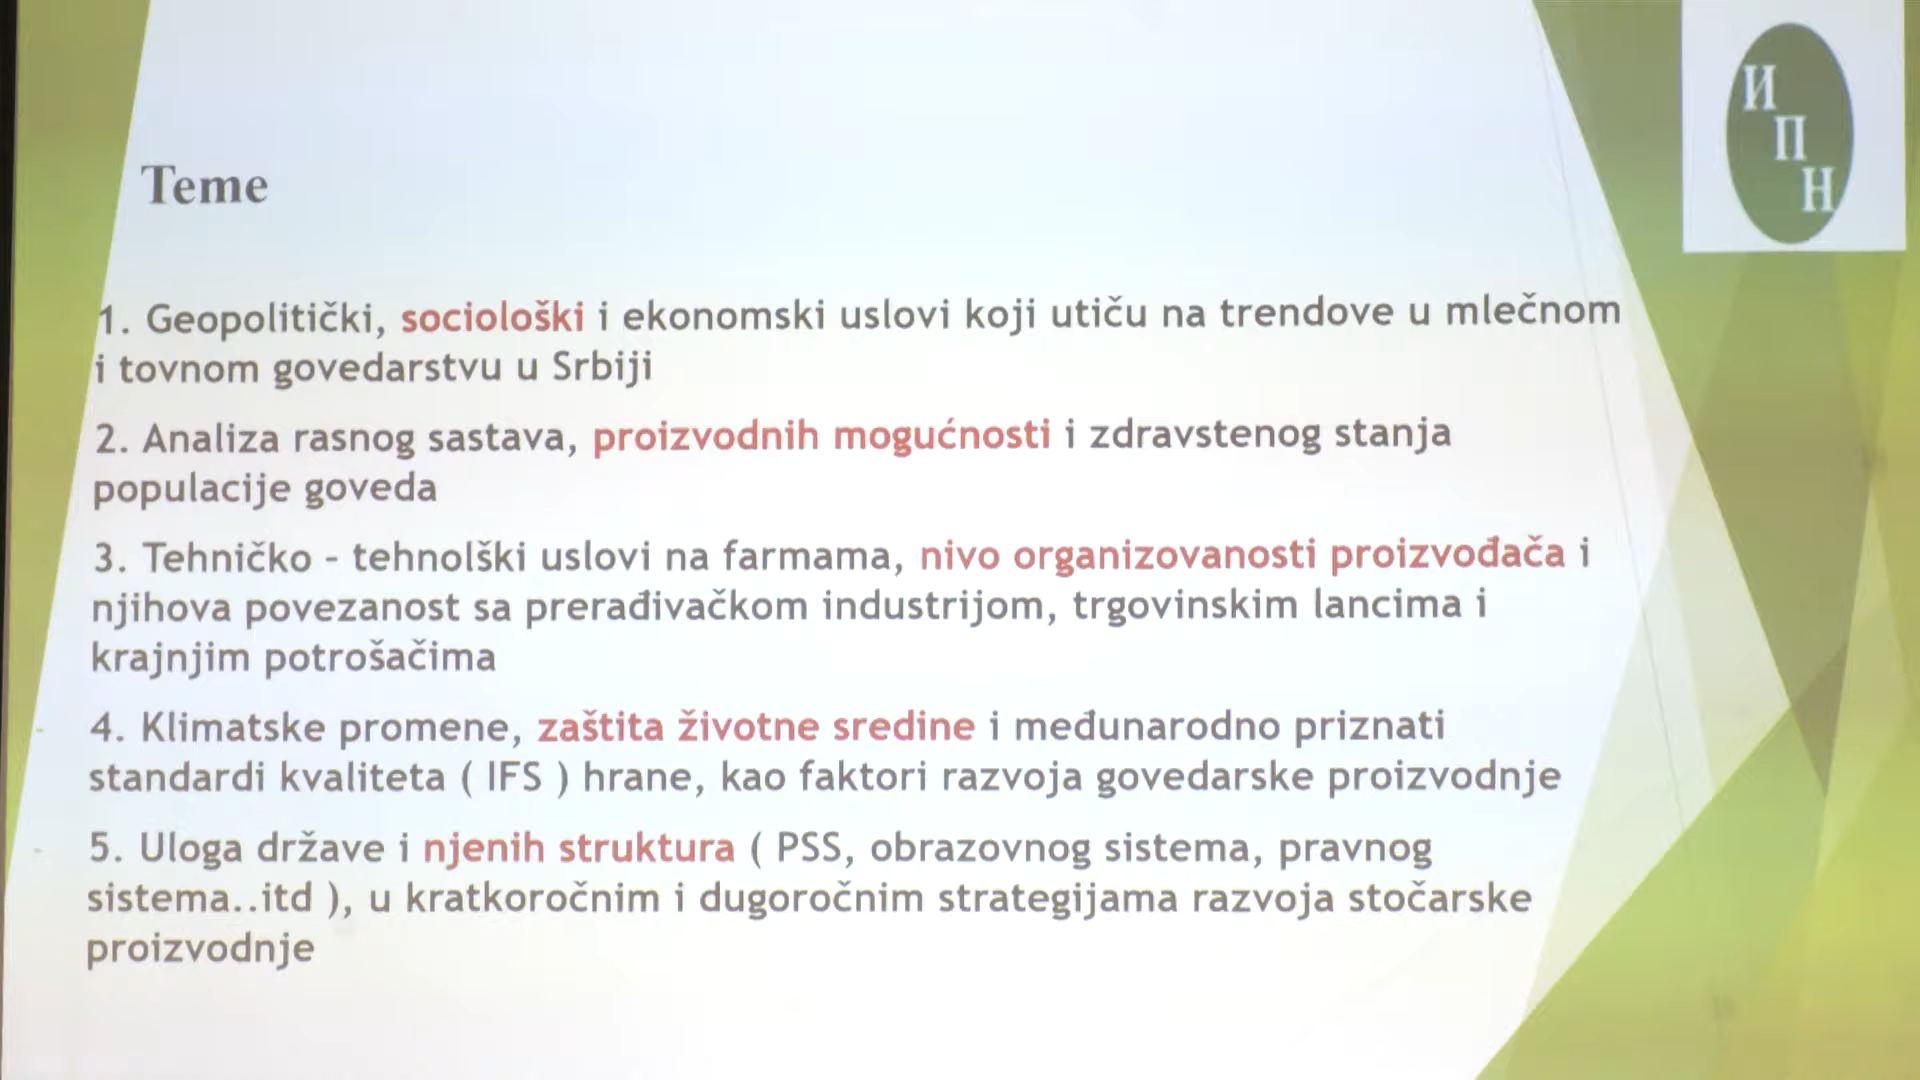 И
П
Н
Teme
1. Geopolitički, sociološki i ekonomski uslovi koji utiču na trendove u mlečnom
i tovnom govedarstvu u Srbiji
2. Analiza rasnog sastava, proizvodnih mogućnosti i zdravstenog stanja
populacije goveda
3. Tehničko - tehnolški uslovi na farmama, nivo organizovanosti proizvođača i
njihova povezanost sa prerađivačkom industrijom, trgovinskim lancima i
krajnjim potrošačima
4. Klimatske promene, zaštita životne sredine i međunarodno priznati
standardi kvaliteta ( IFS ) hrane, kao faktori razvoja govedarske proizvodnje
5. Uloga države i njenih struktura ( PSS, obrazovnog sistema, pravnog
sistema..itd ), u kratkoročnim i dugoročnim strategijama razvoja stočarske
proizvodnje